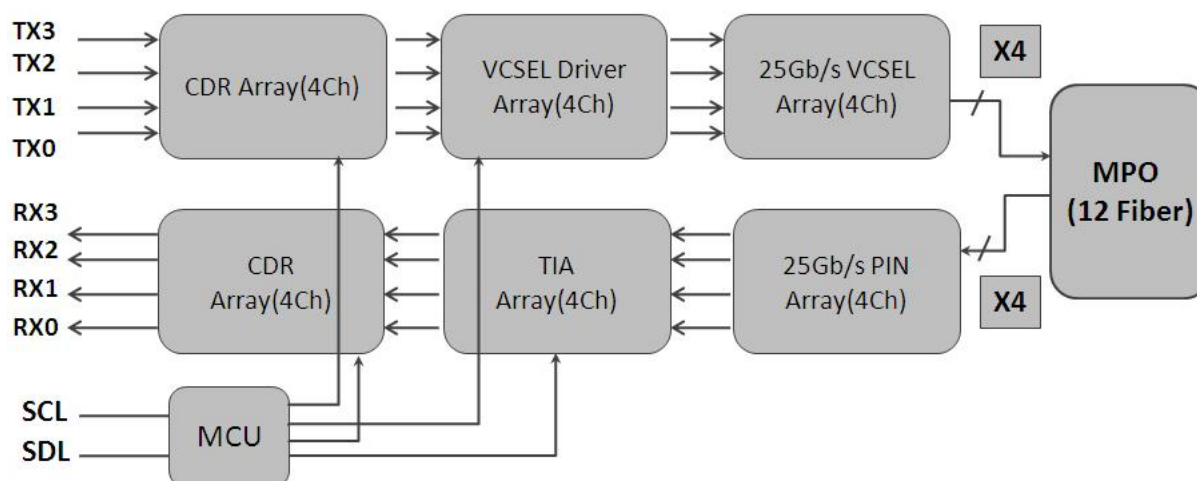 TX3
TX2
TX1
TX0
CDR Array(4Ch)
VCSEL Driver
Array(4Ch)
25Gb/s VCSEL
Array(4Ch)
X4
MPO
(12 Fiber)
RX3
RX2
RX1
RX0
CDR
Array(4Ch)
TIA
Array(4Ch)
25Gb/s PIN
Array(4Ch)
X4
SCL
SDL
MCU